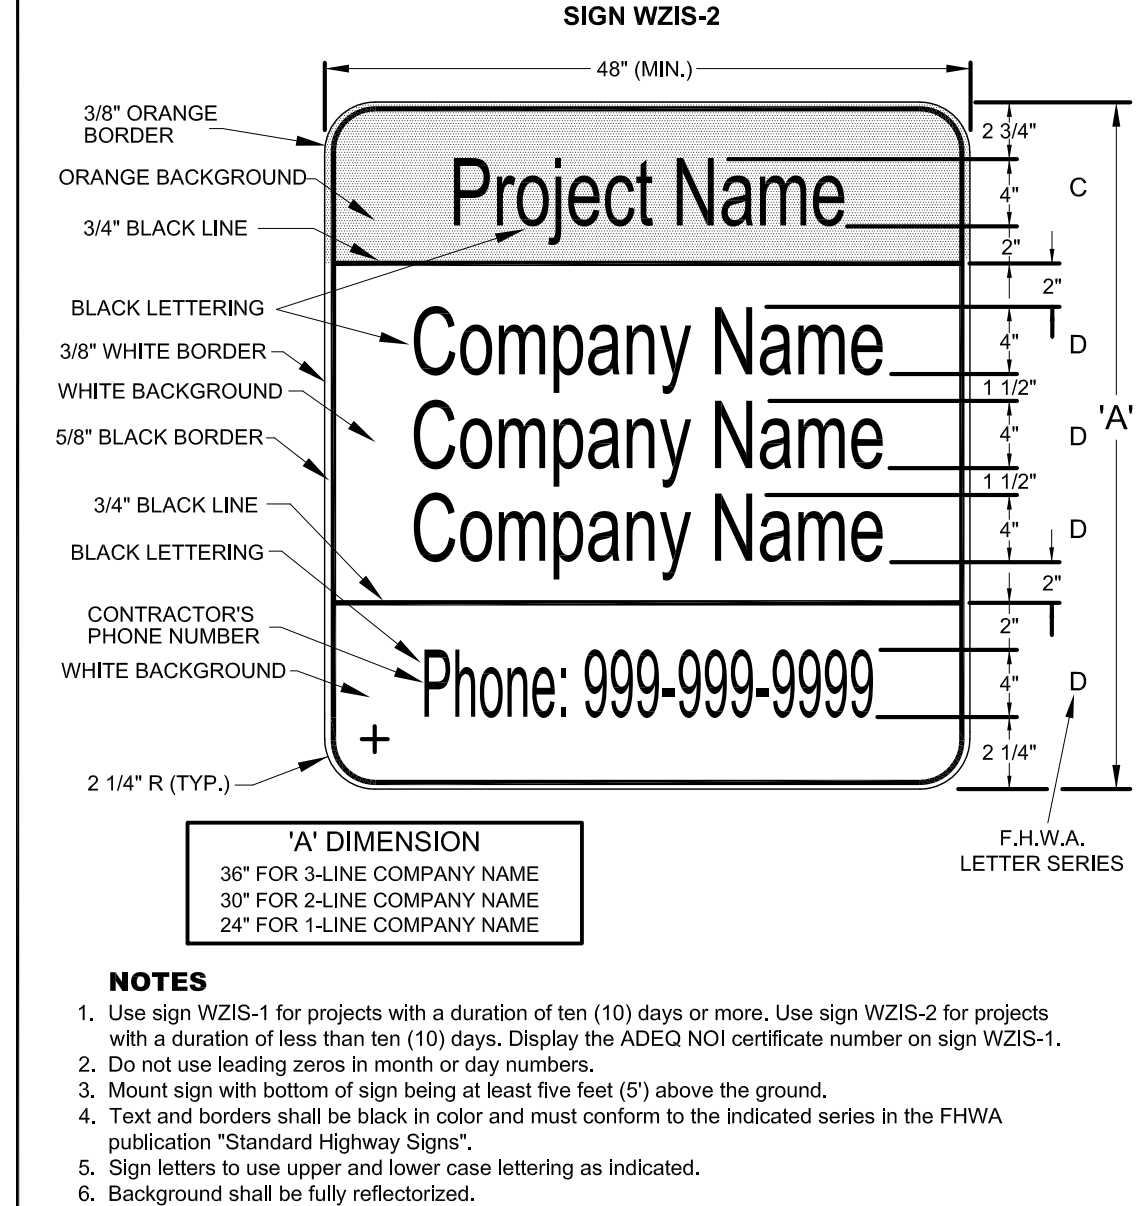 SIGN WZIS-2
48" (MIN.)
3/8" ORANGE
BORDER
ORANGE BACKGROUND
3/4" BLACK LINE
BLACK LETTERING
3/8" WHITE BORDER
WHITE BACKGROUND
5/8" BLACK BORDER
3/4" BLACK LINE
BLACK LETTERING
CONTRACTOR'S
PHONE NUMBER
WHITE BACKGROUND
2 1/4" R (TYP.)
Project Name
Company Name
Company Name
Company Name
Phone: 999-999-9999
2 3/4"
4"
C
2"
2"
4"
D
1 1/2"
4"
D
'A'
1 1/2"
4"
D
2"
2"
4"
D
2 1/4"
F.H.W.A.
LETTER SERIES
'A' DIMENSION
36" FOR 3-LINE COMPANY NAME
30" FOR 2-LINE COMPANY NAME
24" FOR 1-LINE COMPANY NAME
NOTES
1. Use sign WZIS-1 for projects with a duration of ten (10) days or more. Use sign WZIS-2 for projects
with a duration of less than ten (10) days. Display the ADEQ NOI certificate number on sign WZIS-1.
2. Do not use leading zeros in month or day numbers.
3. Mount sign with bottom of sign being at least five feet (5') above the ground.
4. Text and borders shall be black in color and must conform to the indicated series in the FHWA
publication "Standard Highway Signs".
5. Sign letters to use upper and lower case lettering as indicated.
6. Background shall be fully reflectorized.